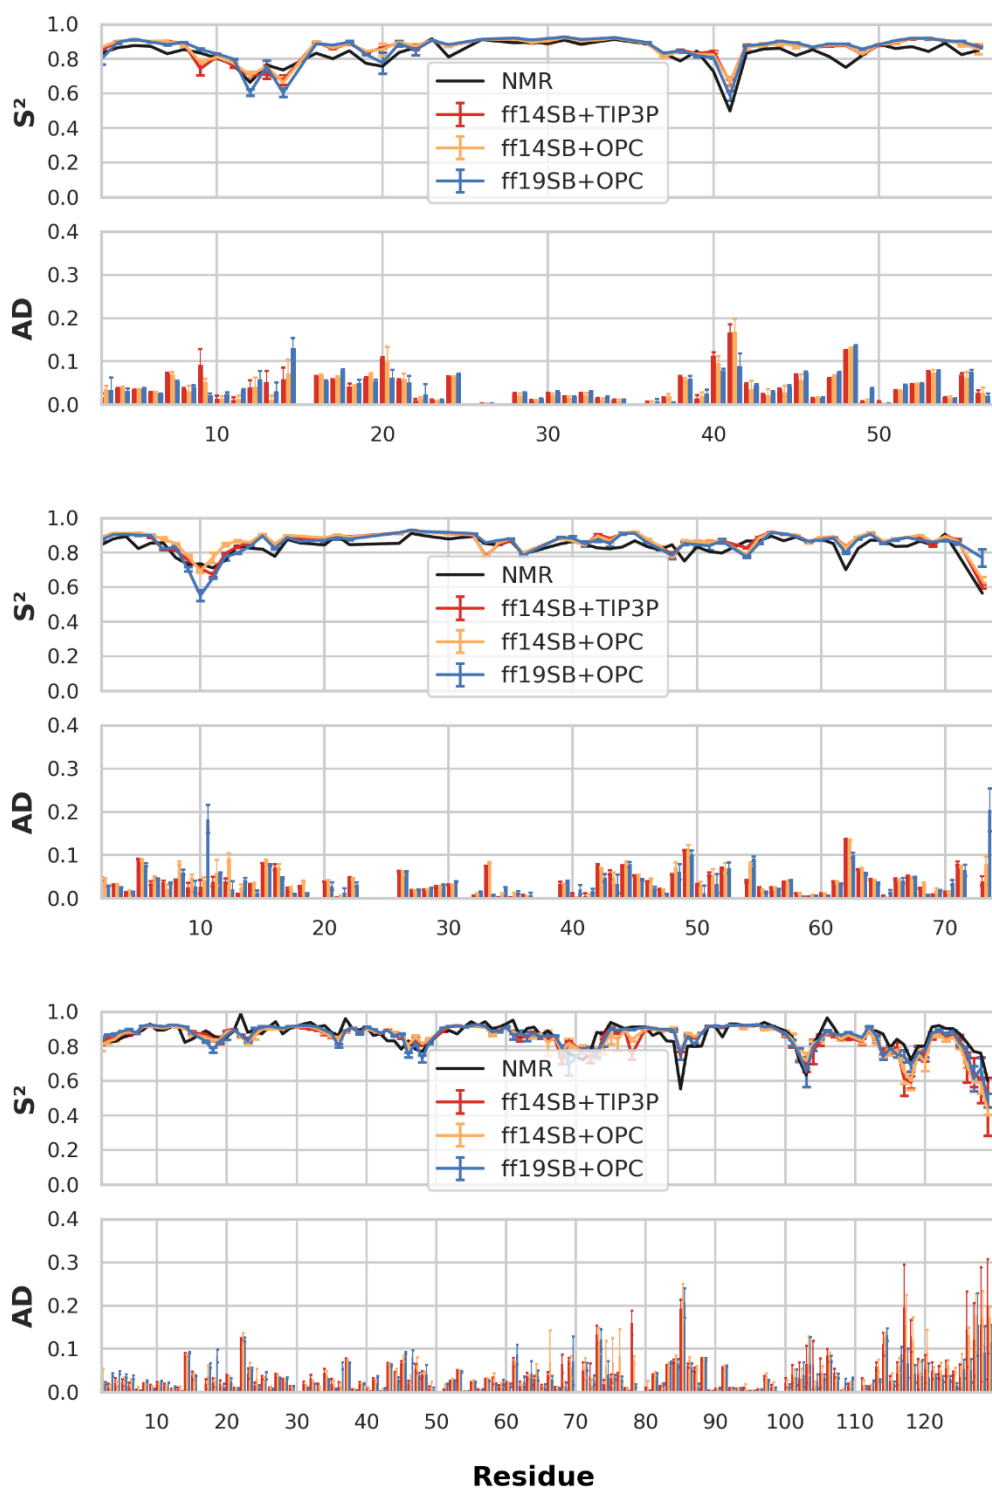 1.0
0.8
0.6
0.4
0.2
0.0
S²
NMR
ff14SB+TIP3P
ff14SB+OPC
ff19SB+OPC
0.4
0.3
0.2
0.1
0.0
AD
10 20 30 40 50
1.0
0.8
0.6
0.4
0.2
0.0
S²
NMR
ff14SB+TIP3P
ff14SB+OPC
ff19SB+OPC
0.4
0.3
0.2
0.1
0.0
AD
10 20 30 40 50 60 70
1.0
0.8
0.6
0.4
0.2
0.0
S²
NMR
ff14SB+TIP3P
ff14SB+OPC
ff19SB+OPC
0.4
0.3
0.2
0.1
0.0
AD
10 20 30 40 50 60 70 80 90 100 110 120
Residue